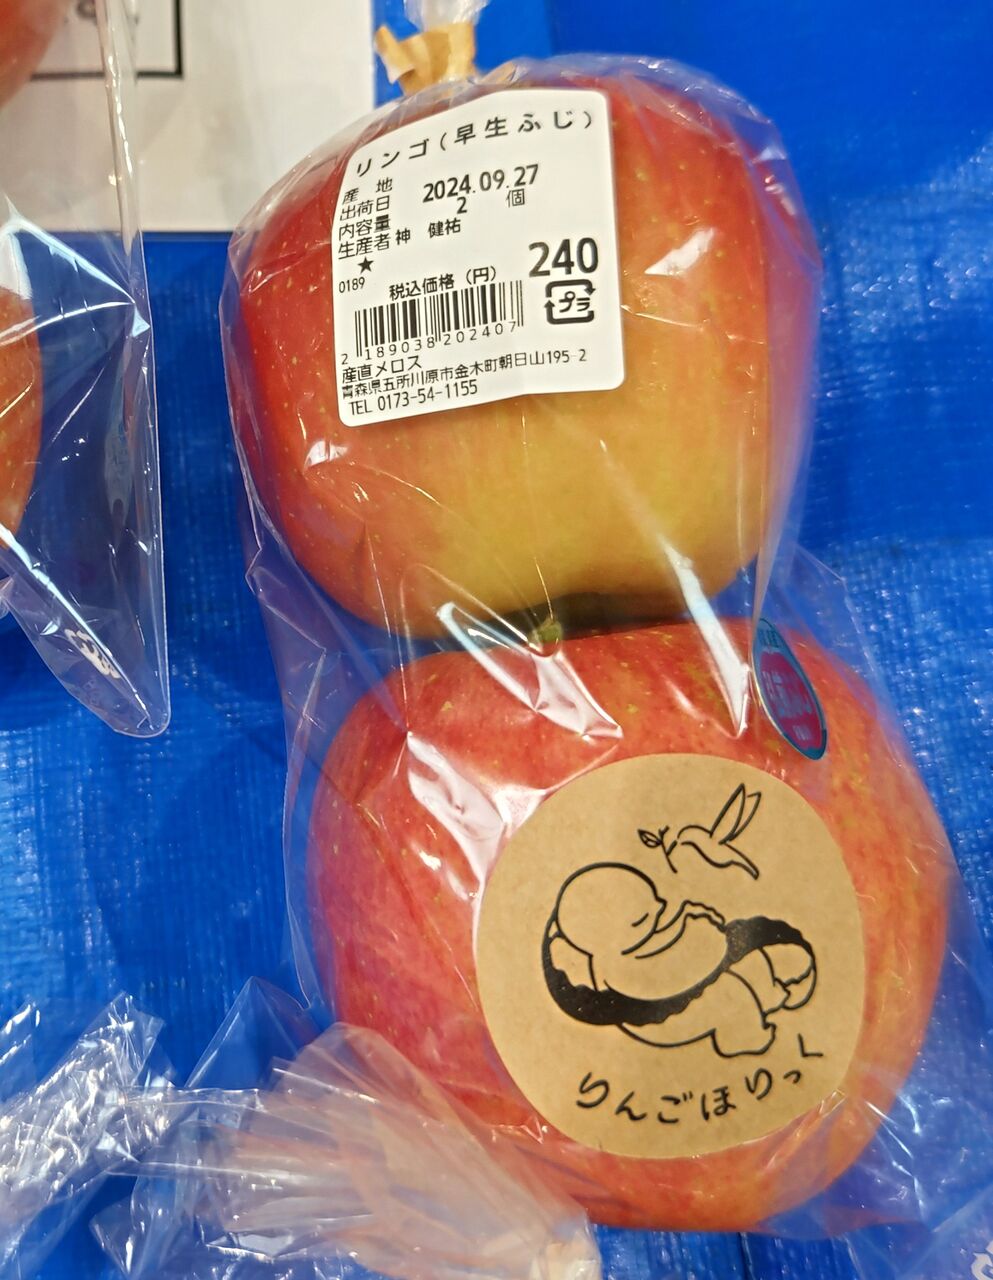 リンゴ(早生ふじ)
産 地
出荷日 2024.09.27
内容量 2 個
生産者 神 健祐
★
0189 税込価格(円) 240
プラ
2 189038 202407
産直メロス
青森県五所川原市金木町朝日山195-2
TEL 0173-54-1155
りんごほりっく